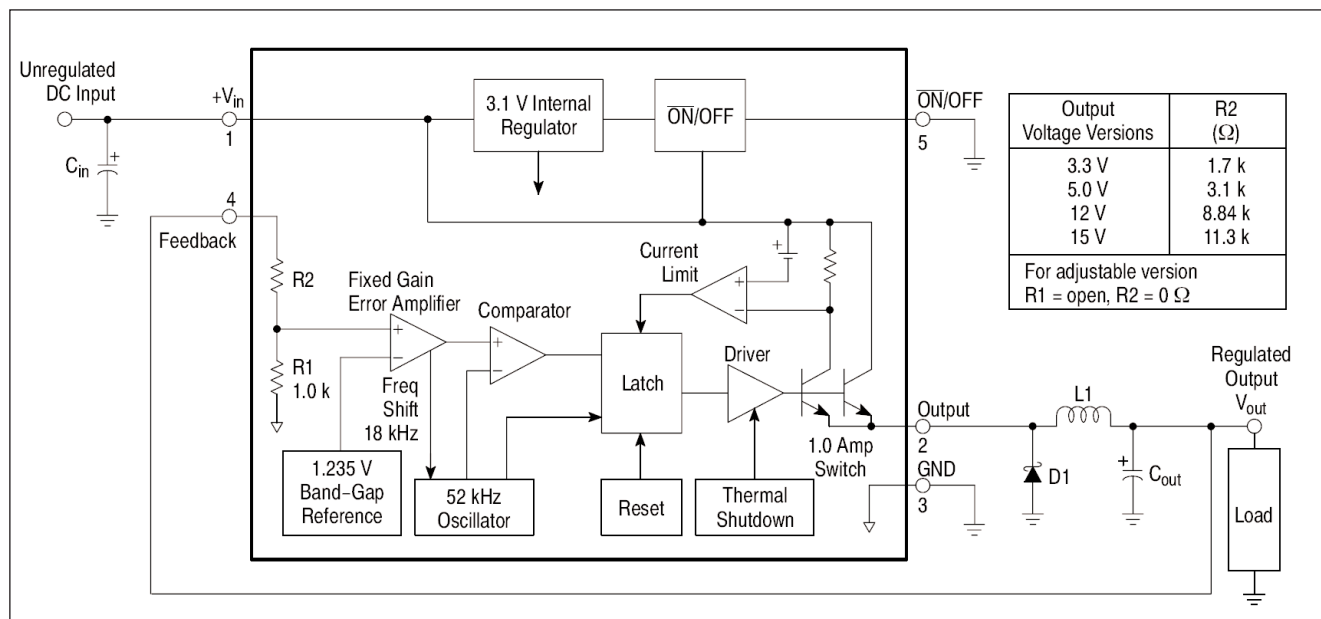 Unregulated
DC Input
+Vin
1
Cin
+
4
Feedback
R2
R1
1.0 k
Fixed Gain
Error Amplifier
+
−
Freq
Shift
18 kHz
1.235 V
Band-Gap
Reference
52 kHz
Oscillator
Comparator
+
−
3.1 V Internal
Regulator
ON/OFF
Current
Limit
+
−
+
Latch
Reset
Driver
Thermal
Shutdown
1.0 Amp
Switch
ON/OFF
5
Output
2
GND
3
D1
L1
+
Cout
Regulated
Output
Vout
Load
Output
Voltage Versions
R2
(Ω)
3.3 V 1.7 k
5.0 V 3.1 k
12 V 8.84 k
15 V 11.3 k
For adjustable version
R1 = open, R2 = 0 Ω